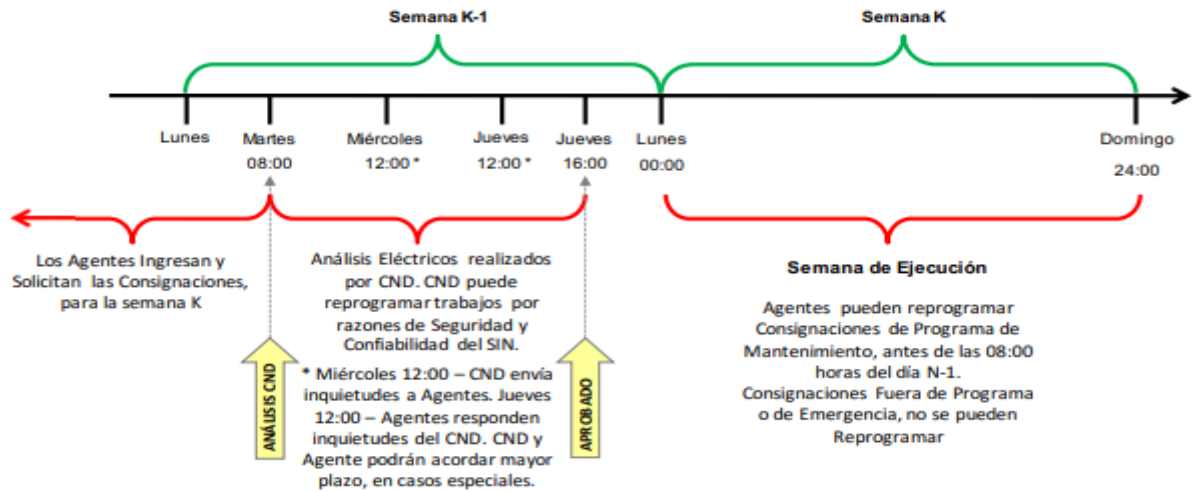 Semana K-1
Semana K
Lunes
Martes
08:00
Miércoles
12:00 *
Jueves
12:00 *
Jueves
16:00
Lunes
00:00
Domingo
24:00
Los Agentes Ingresan y
Solicitan las Consignaciones,
para la semana K
ANÁLISIS CND
Análisis Eléctricos realizados
por CND. CND puede
reprogramar trabajos por
razones de Seguridad y
Confiabilidad del SIN.
* Miércoles 12:00 – CND envía
inquietudes a Agentes. Jueves
12:00 – Agentes responden
inquietudes del CND. CND y
Agente podrán acordar mayor
plazo, en casos especiales.
APROBADO
Semana de Ejecución
Agentes pueden reprogramar
Consignaciones de Programa de
Mantenimiento, antes de las 08:00
horas del día N-1.
Consignaciones Fuera de Programa
o de Emergencia, no se pueden
Reprogramar